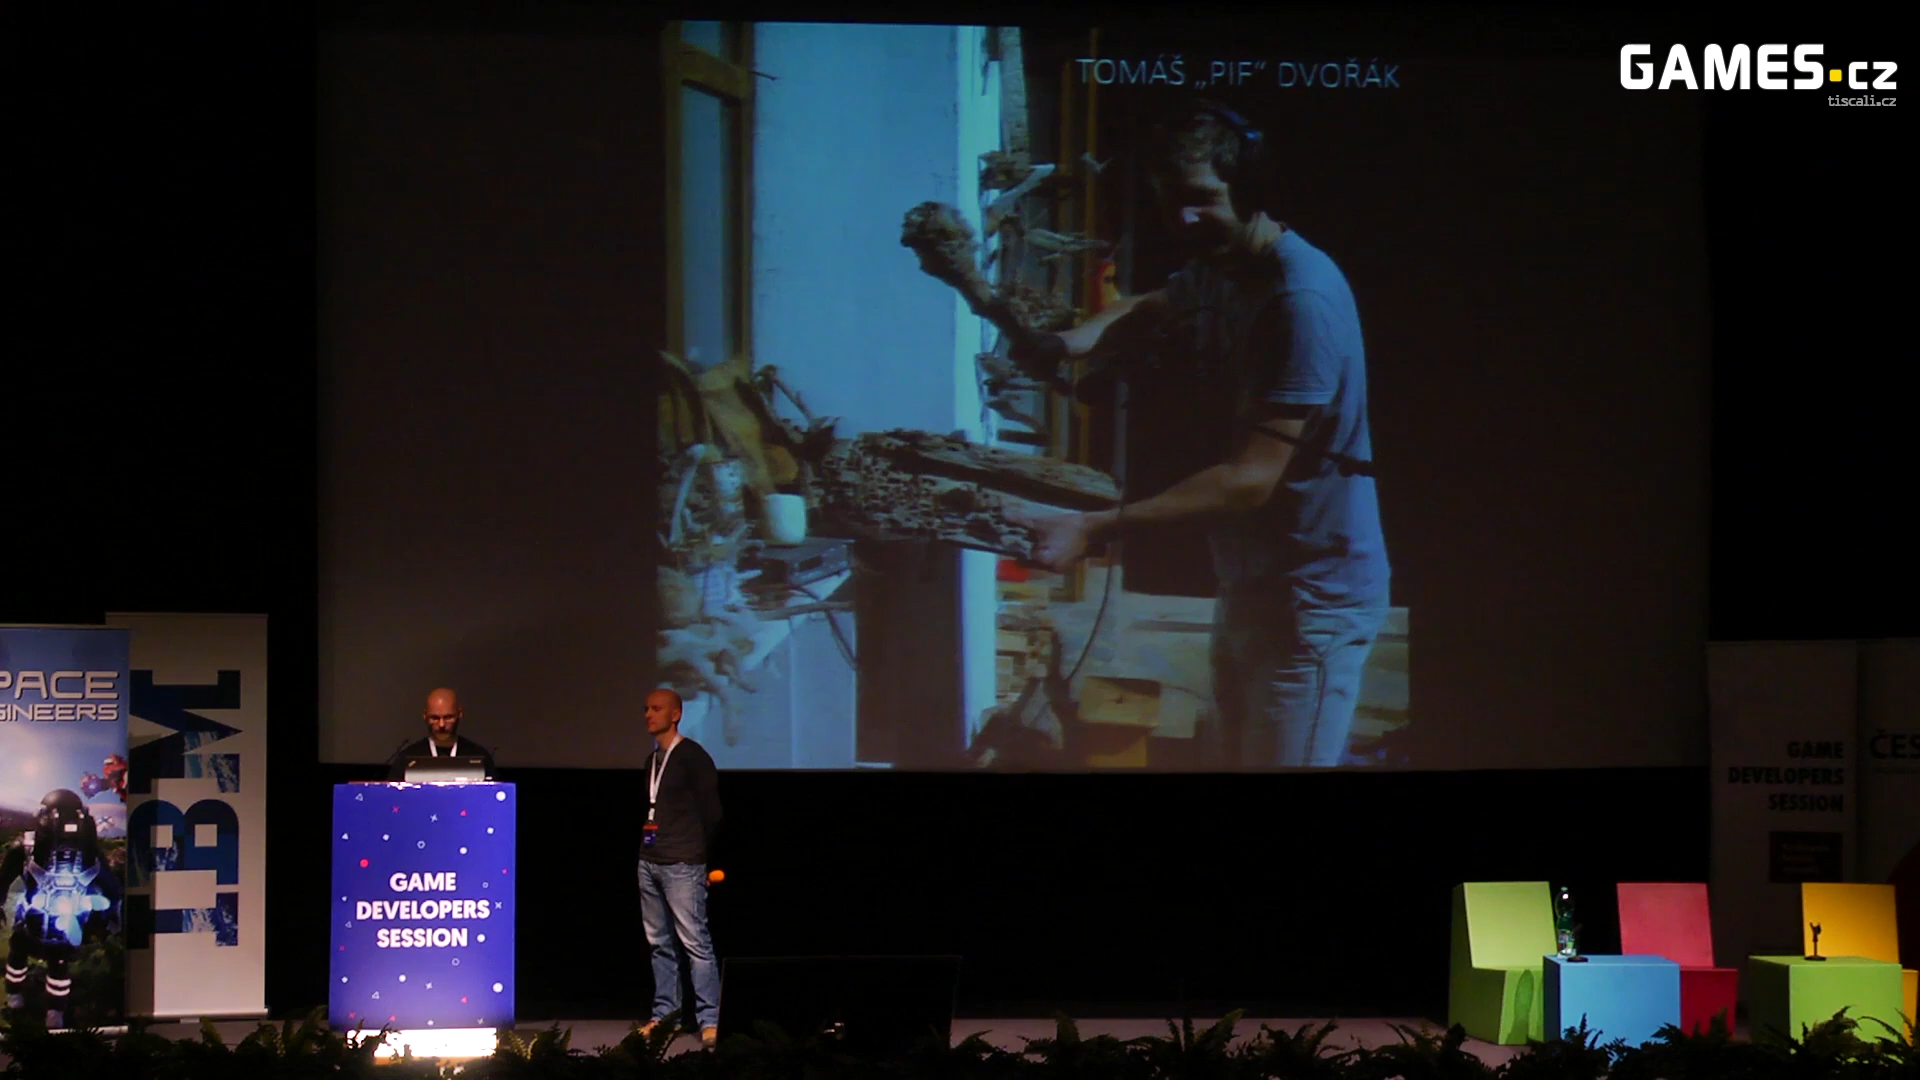 GAMES.cz
tiscali.cz
TOMÁŠ „PIF“ DVOŘÁK
PACE
GINEERS
IBM
GAME
DEVELOPERS
SESSION
GAME
DEVELOPERS
SESSION
ČES